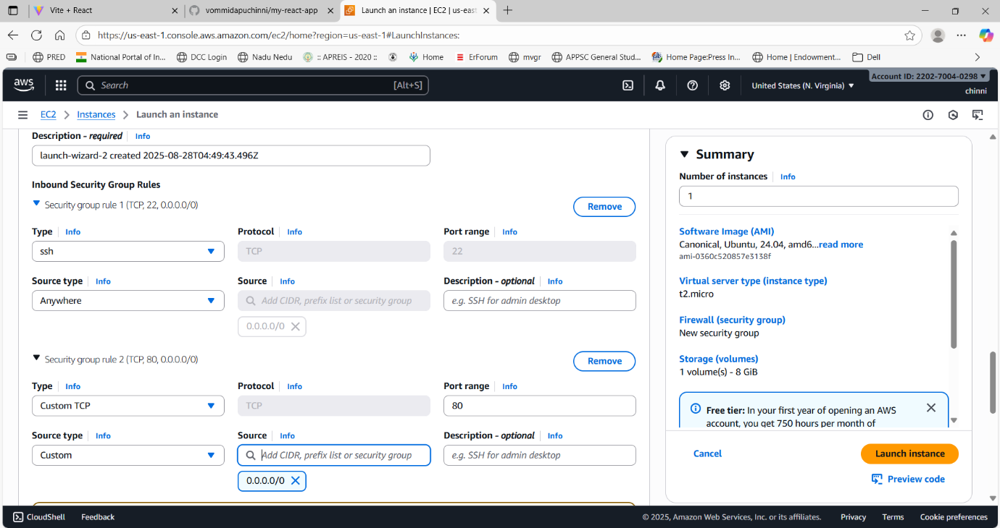 Vite + React
vommidapuchinni/my-react-app
Launch an instance | EC2 | us-east
https://us-east-1.console.aws.amazon.com/ec2/home?region=us-east-1#LaunchInstances:
PRED
National Portal of In...
DCC Login
Nadu Nedu
:: APREIS - 2020 ::
Home
ErForum
mvgr
APPSC General Stud...
Home Page:Press In...
Home | Endowment...
Dell
aws
Search
[Alt+S]
United States (N. Virginia)
Account ID: 2202-7004-0298
chinni
EC2
Instances
Launch an instance
Description - required Info
launch-wizard-2 created 2025-08-28T04:49:43.496Z
Inbound Security Group Rules
Security group rule 1 (TCP, 22, 0.0.0.0/0)
Remove
Type Info Protocol Info Port range Info
ssh TCP 22
Source type Info Source Info Description - optional Info
Anywhere Add CIDR, prefix list or security group e.g. SSH for admin desktop
0.0.0.0/0
Security group rule 2 (TCP, 80, 0.0.0.0/0)
Remove
Type Info Protocol Info Port range Info
Custom TCP TCP 80
Source type Info Source Info Description - optional Info
Custom Add CIDR, prefix list or security group e.g. SSH for admin desktop
0.0.0.0/0
Summary
Number of instances Info
1
Software Image (AMI)
Canonical, Ubuntu, 24.04, amd6...read more
ami-0360c520857e3138f
Virtual server type (instance type)
t2.micro
Firewall (security group)
New security group
Storage (volumes)
1 volume(s) - 8 GiB
Free tier: In your first year of opening an AWS
account, you get 750 hours per month of
Cancel
Launch instance
Preview code
CloudShell Feedback © 2025, Amazon Web Services, Inc. or its affiliates. Privacy Terms Cookie preferences